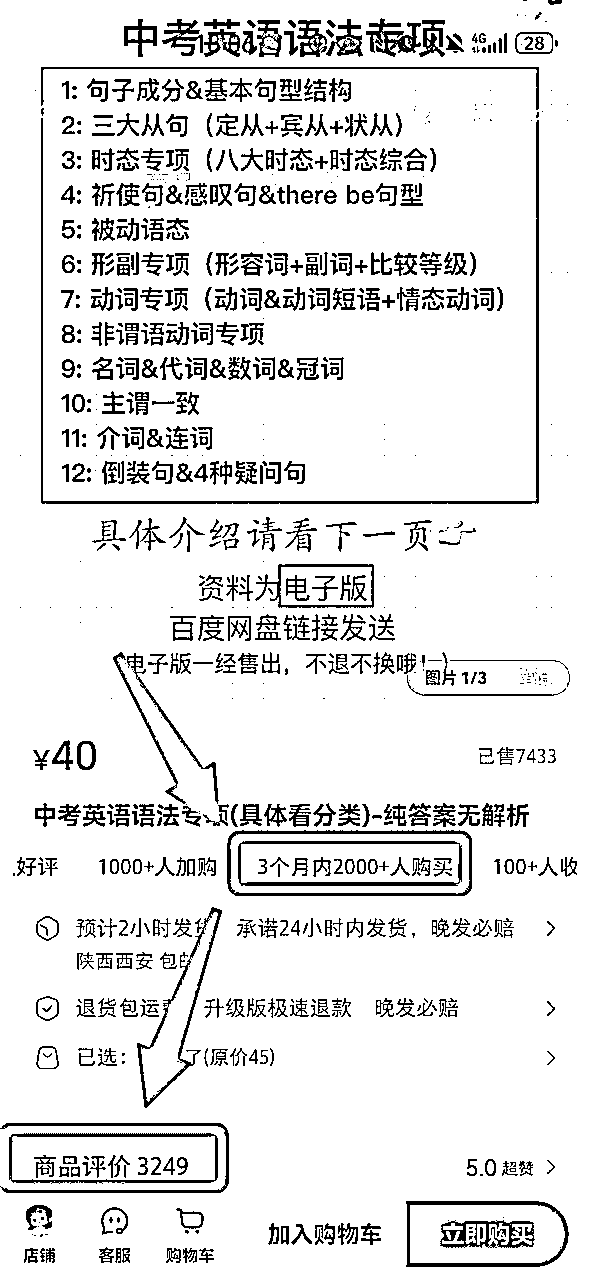 中考英语语法专项
4G 28
1: 句子成分&基本句型结构
2: 三大从句（定从+宾从+状从）
3: 时态专项（八大时态+时态综合）
4: 祈使句&感叹句&there be句型
5: 被动语态
6: 形副专项（形容词+副词+比较等级）
7: 动词专项（动词&动词短语+情态动词）
8: 非谓语动词专项
9: 名词&代词&数词&冠词
10: 主谓一致
11: 介词&连词
12: 倒装句&4种疑问句
具体介绍请看下一页
资料为电子版
百度网盘链接发送
电子版一经售出，不退不换哦！）
图片 1/3
¥40 已售7433
中考英语语法专项(具体看分类)-纯答案无解析
好评 1000+人加购 3个月内2000+人购买 100+人收
预计2小时发货 承诺24小时内发货，晚发必赔
陕西西安 包
退货包运费 升级版极速退款 晚发必赔
已选： 了(原价45)
商品评价 3249 5.0 超赞
店铺 客服 购物车 加入购物车 立即购买